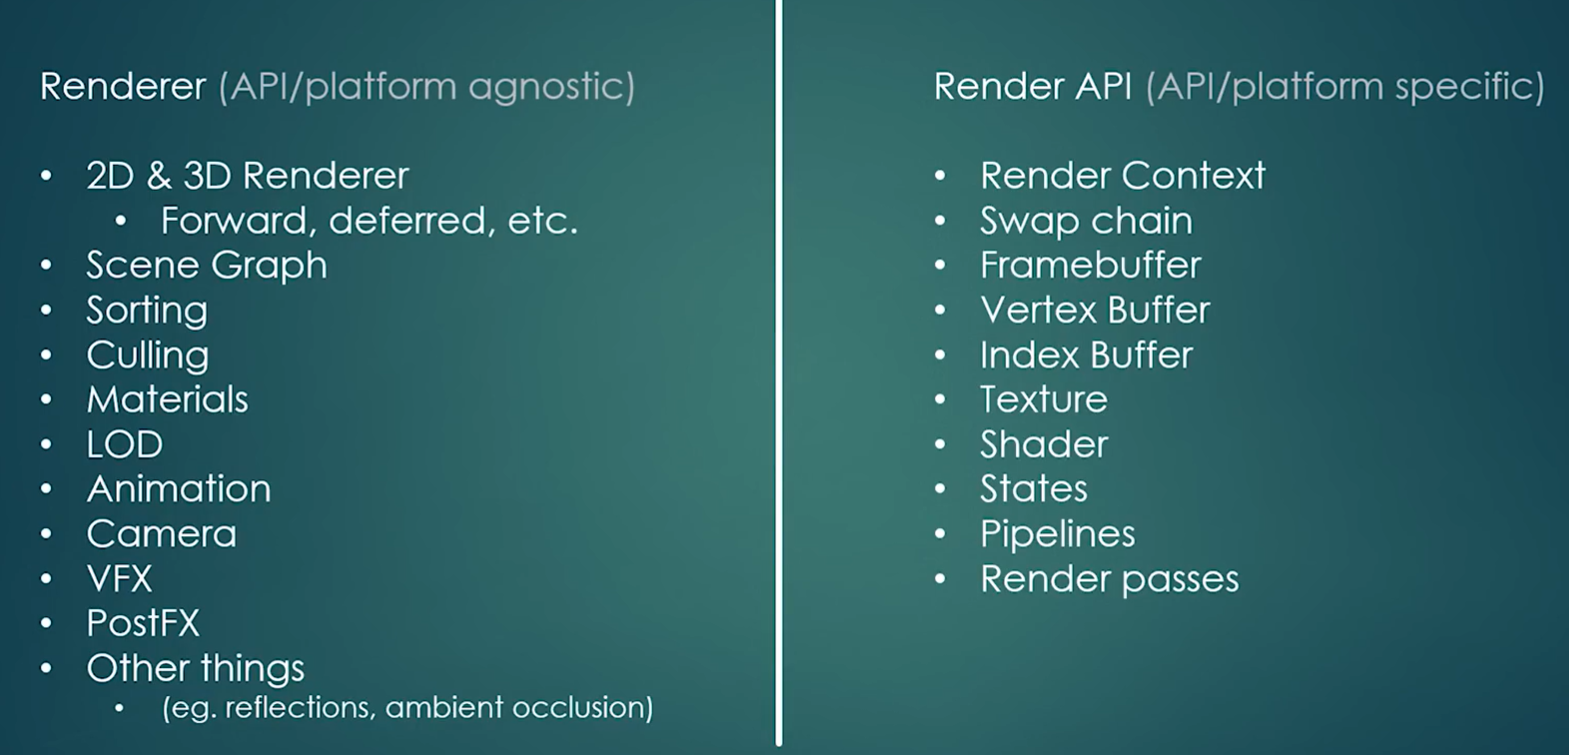 Renderer (API/platform agnostic)
• 2D & 3D Renderer
• Forward, deferred, etc.
• Scene Graph
• Sorting
• Culling
• Materials
• LOD
• Animation
• Camera
• VFX
• PostFX
• Other things
• (eg. reflections, ambient occlusion)
Render API (API/platform specific)
• Render Context
• Swap chain
• Framebuffer
• Vertex Buffer
• Index Buffer
• Texture
• Shader
• States
• Pipelines
• Render passes